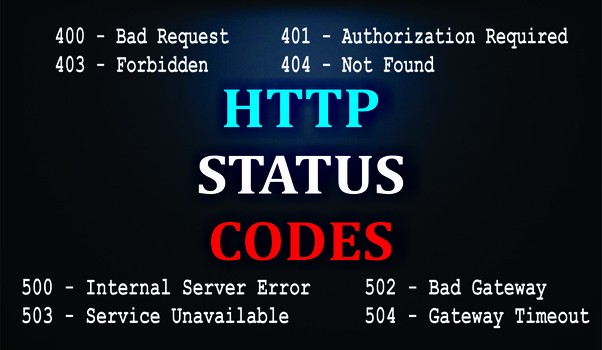 400 - Bad Request 401 - Authorization Required
403 - Forbidden 404 - Not Found
HTTP
STATUS
CODES
500 - Internal Server Error 502 - Bad Gateway
503 - Service Unavailable 504 - Gateway Timeout